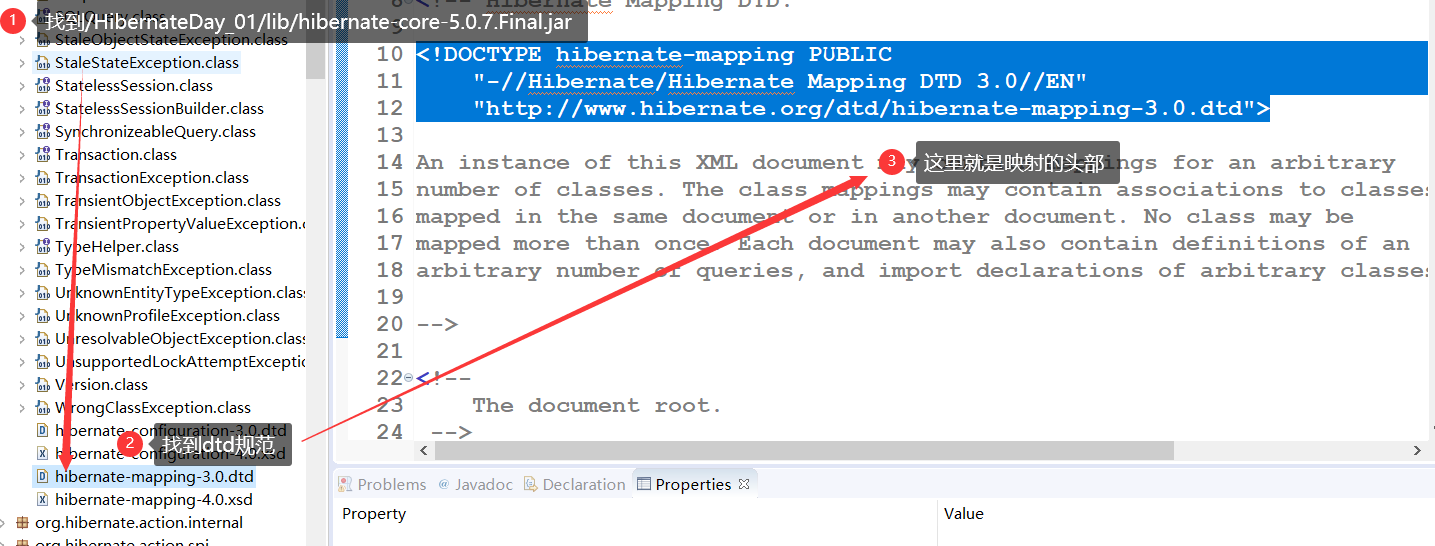 1 找到/HibernateDay_01/lib/hibernate-core-5.0.7.Final.jar
StaleObjectStateException.class
StaleStateException.class
StatelessSession.class
StatelessSessionBuilder.class
SynchronizeableQuery.class
Transaction.class
TransactionException.class
TransientObjectException.class
TransientPropertyValueException.c
TypeHelper.class
TypeMismatchException.class
UnknownEntityTypeException.class
UnknownProfileException.class
UnresolvableObjectException.class
UnsupportedLockAttemptExceptio
Version.class
WrongClassException.class
hibernate-configuration-3.0.dtd
2 找到dtd规范
hibernate-configuration-4.0.xsd
hibernate-mapping-3.0.dtd
hibernate-mapping-4.0.xsd
org.hibernate.action.internal
org.hibernate.action.spi
<!-- Hibernate Mapping DTD.
10 <!DOCTYPE hibernate-mapping PUBLIC
11 "-//Hibernate/Hibernate Mapping DTD 3.0//EN"
12 "http://www.hibernate.org/dtd/hibernate-mapping-3.0.dtd">
13
3 这里就是映射的头部
14 An instance of this XML document for an arbitrary
15 number of classes. The class mappings may contain associations to classes
16 mapped in the same document or in another document. No class may be
17 mapped more than once. Each document may also contain definitions of an
18 arbitrary number of queries, and import declarations of arbitrary classes
19
20 -->
21
22 <!--
23 The document root.
24 -->
Problems @ Javadoc Declaration Properties
Property Value